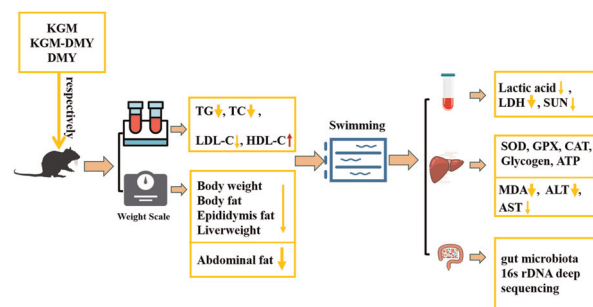 KGM
KGM-DMY
DMY
respectively
TG↓, TC↓,
LDL-C↓, HDL-C↑
Weight Scale
Body weight
Body fat
Epididymis fat
Liverweight
Abdominal fat ↓
Swimming
Lactic acid ↓,
LDH↓, SUN↓
SOD, GPX, CAT,
Glycogen, ATP
MDA↓, ALT↓,
AST↓
gut microbiota
16s rDNA deep
sequencing